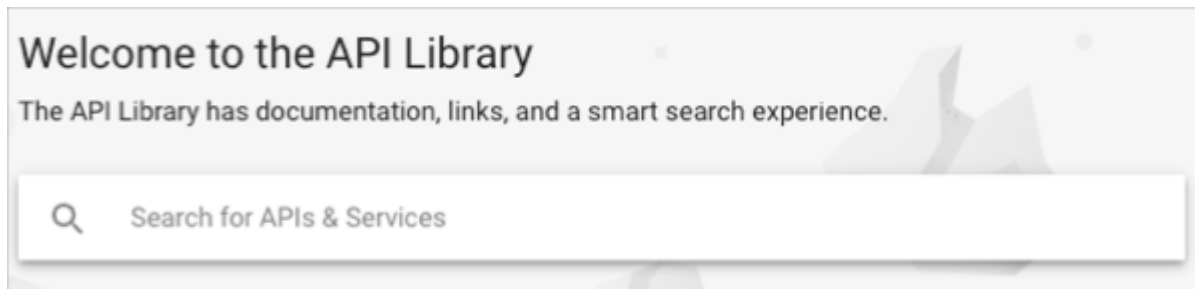 Welcome to the API Library
The API Library has documentation, links, and a smart search experience.
Search for APIs & Services